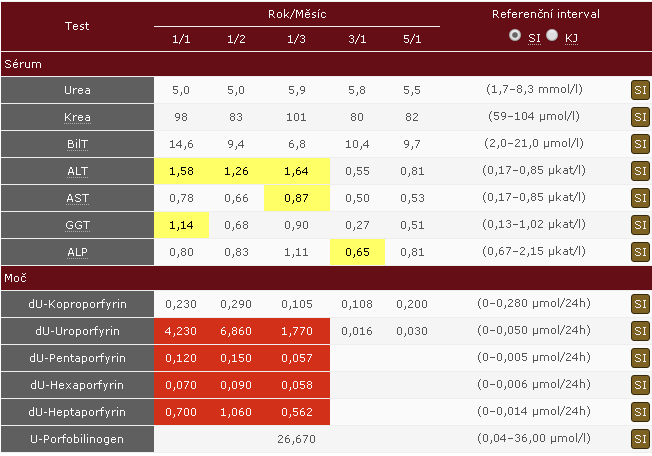 Test Rok/Měsíc Referenční interval
1/1 1/2 1/3 3/1 5/1 SI KJ
Sérum
Urea 5,0 5,0 5,9 5,8 5,5 (1,7–8,3 mmol/l) SI
Krea 98 83 101 80 82 (59–104 μmol/l) SI
BilT 14,6 9,4 6,8 10,4 9,7 (2,0–21,0 μmol/l) SI
ALT 1,58 1,26 1,64 0,55 0,81 (0,17–0,85 μkat/l) SI
AST 0,78 0,66 0,87 0,50 0,53 (0,17–0,85 μkat/l) SI
GGT 1,14 0,68 0,90 0,27 0,51 (0,13–1,02 μkat/l) SI
ALP 0,80 0,83 1,11 0,65 0,81 (0,67–2,15 μkat/l) SI
Moč
dU-Koproporfyrin 0,230 0,290 0,105 0,108 0,200 (0–0,280 μmol/24h) SI
dU-Uroporfyrin 4,230 6,860 1,770 0,016 0,030 (0–0,050 μmol/24h) SI
dU-Pentaporfyrin 0,120 0,150 0,057 (0–0,005 μmol/24h) SI
dU-Hexaporfyrin 0,070 0,090 0,058 (0–0,006 μmol/24h) SI
dU-Heptaporfyrin 0,700 1,060 0,562 (0–0,014 μmol/24h) SI
U-Porfobilinogen 26,670 (0,04–36,00 μmol/l) SI